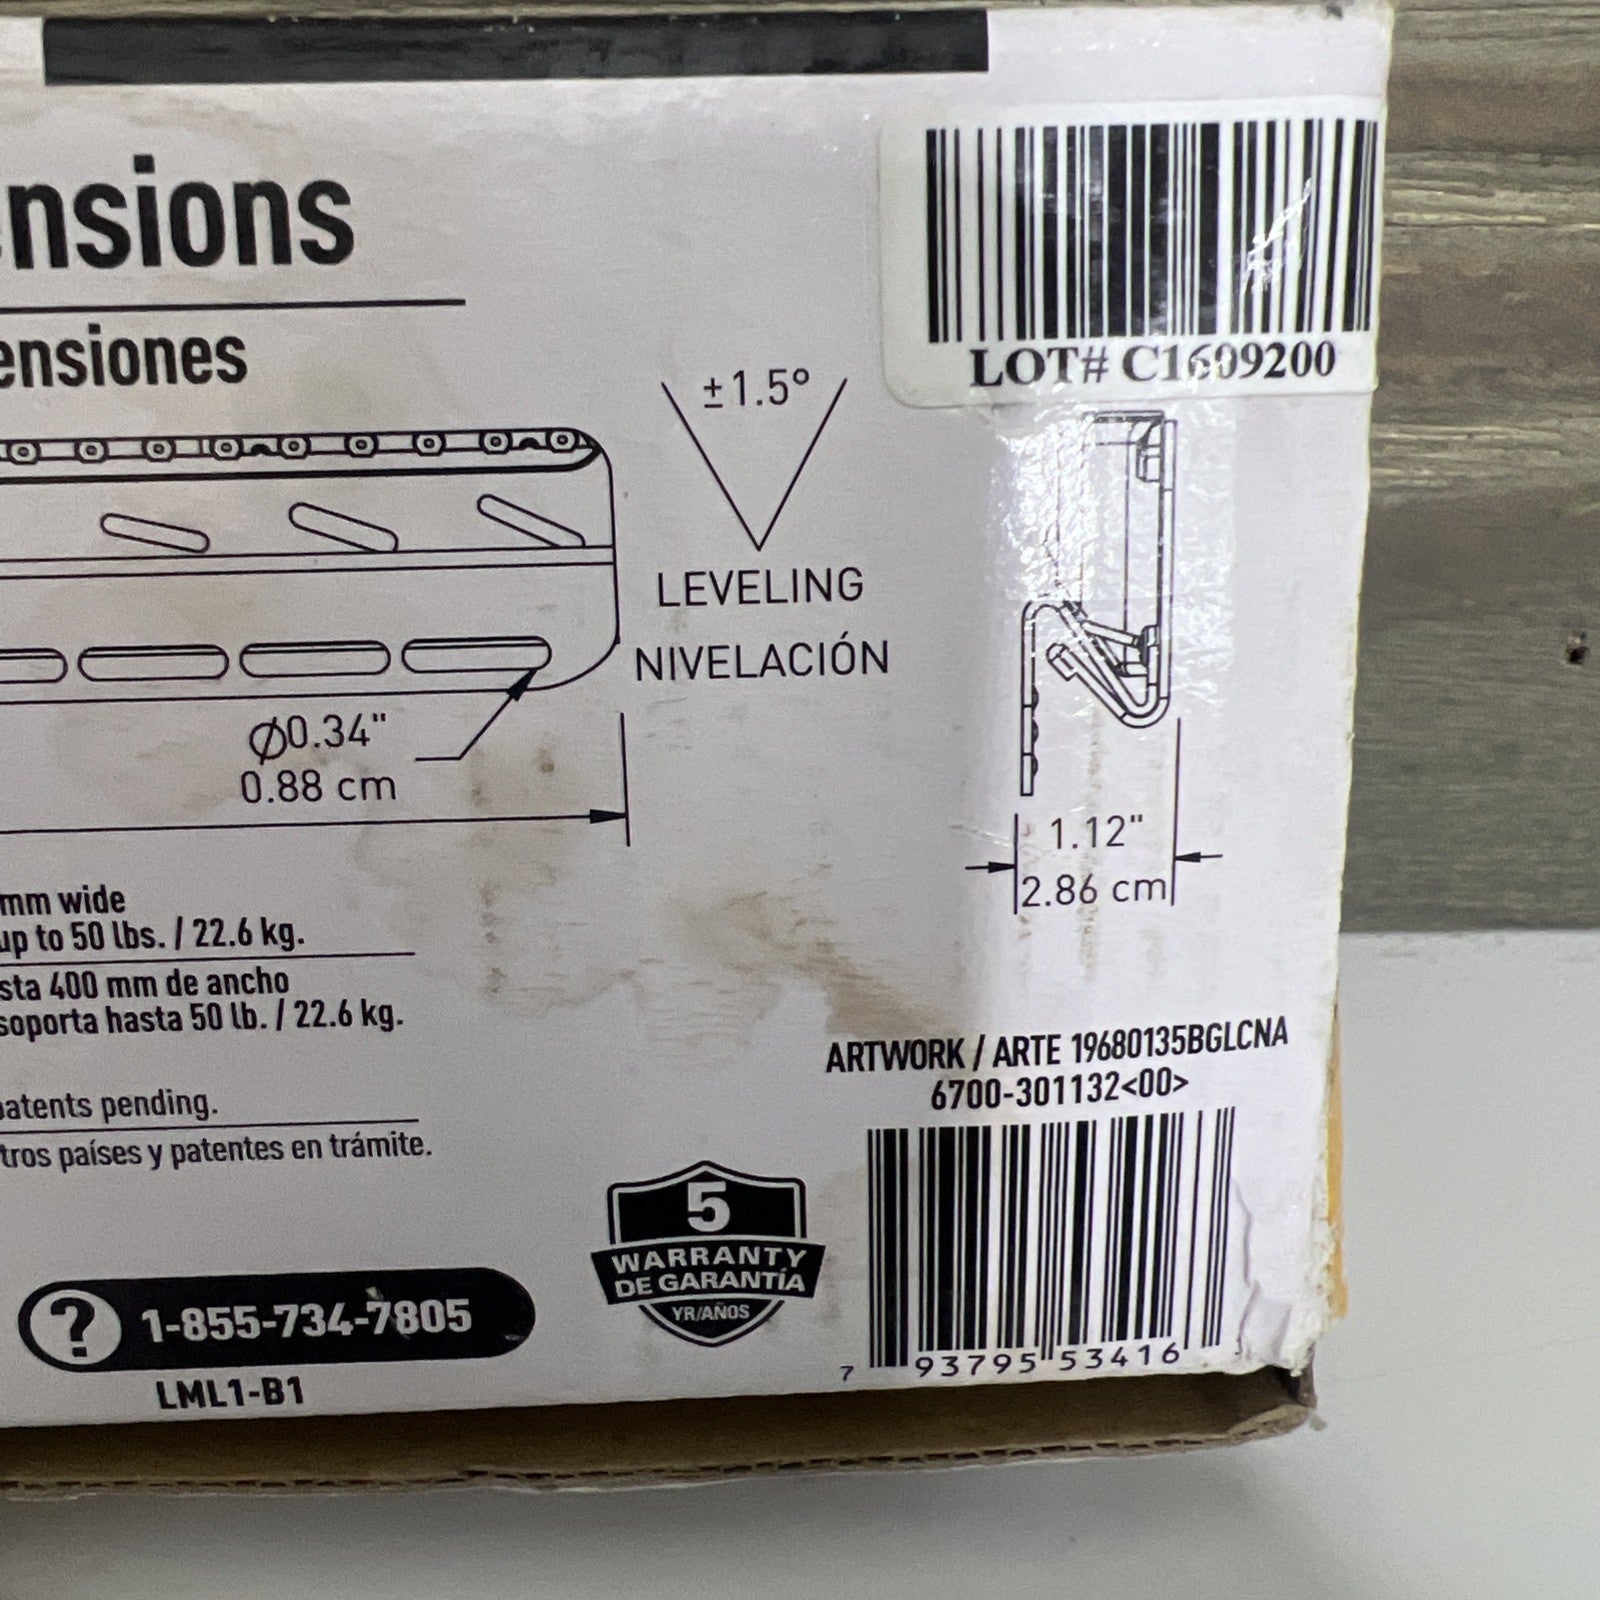 ensions
ensiones
LOT# C1609200
±1.5°
LEVELING
NIVELACIÓN
Ø0.34"
0.88 cm
1.12"
2.86 cm
mm wide
up to 50 lbs. / 22.6 kg.
sta 400 mm de ancho
soporta hasta 50 lb. / 22.6 kg.
patents pending.
tros países y patentes en trámite.
ARTWORK / ARTE 19680135BGLCNA
6700-301132<00>
5
WARRANTY
DE GARANTÍA
YR/AÑOS
? 1-855-734-7805
LML1-B1
7 93795 53416